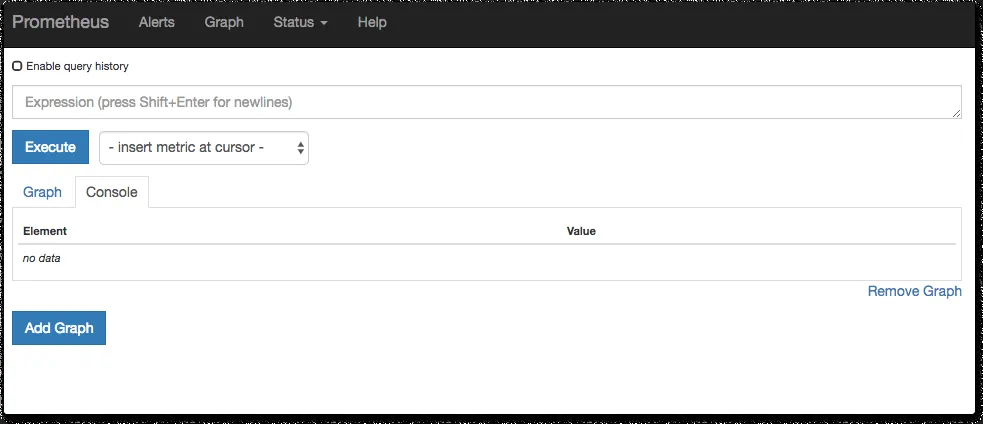 Prometheus Alerts Graph Status Help
Enable query history
Expression (press Shift+Enter for newlines)
Execute - insert metric at cursor -
Graph Console
Element Value
no data
Remove Graph
Add Graph